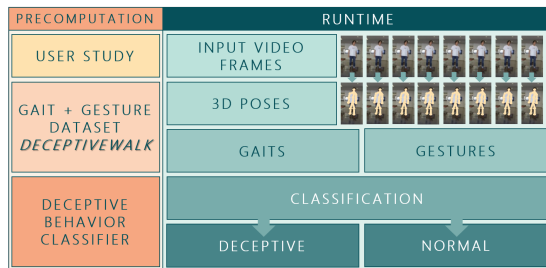 PRECOMPUTATION
RUNTIME
USER STUDY
INPUT VIDEO
FRAMES
GAIT + GESTURE
DATASET
DECEPTIVEWALK
3D POSES
GAITS
GESTURES
DECEPTIVE
BEHAVIOR
CLASSIFIER
CLASSIFICATION
DECEPTIVE
NORMAL